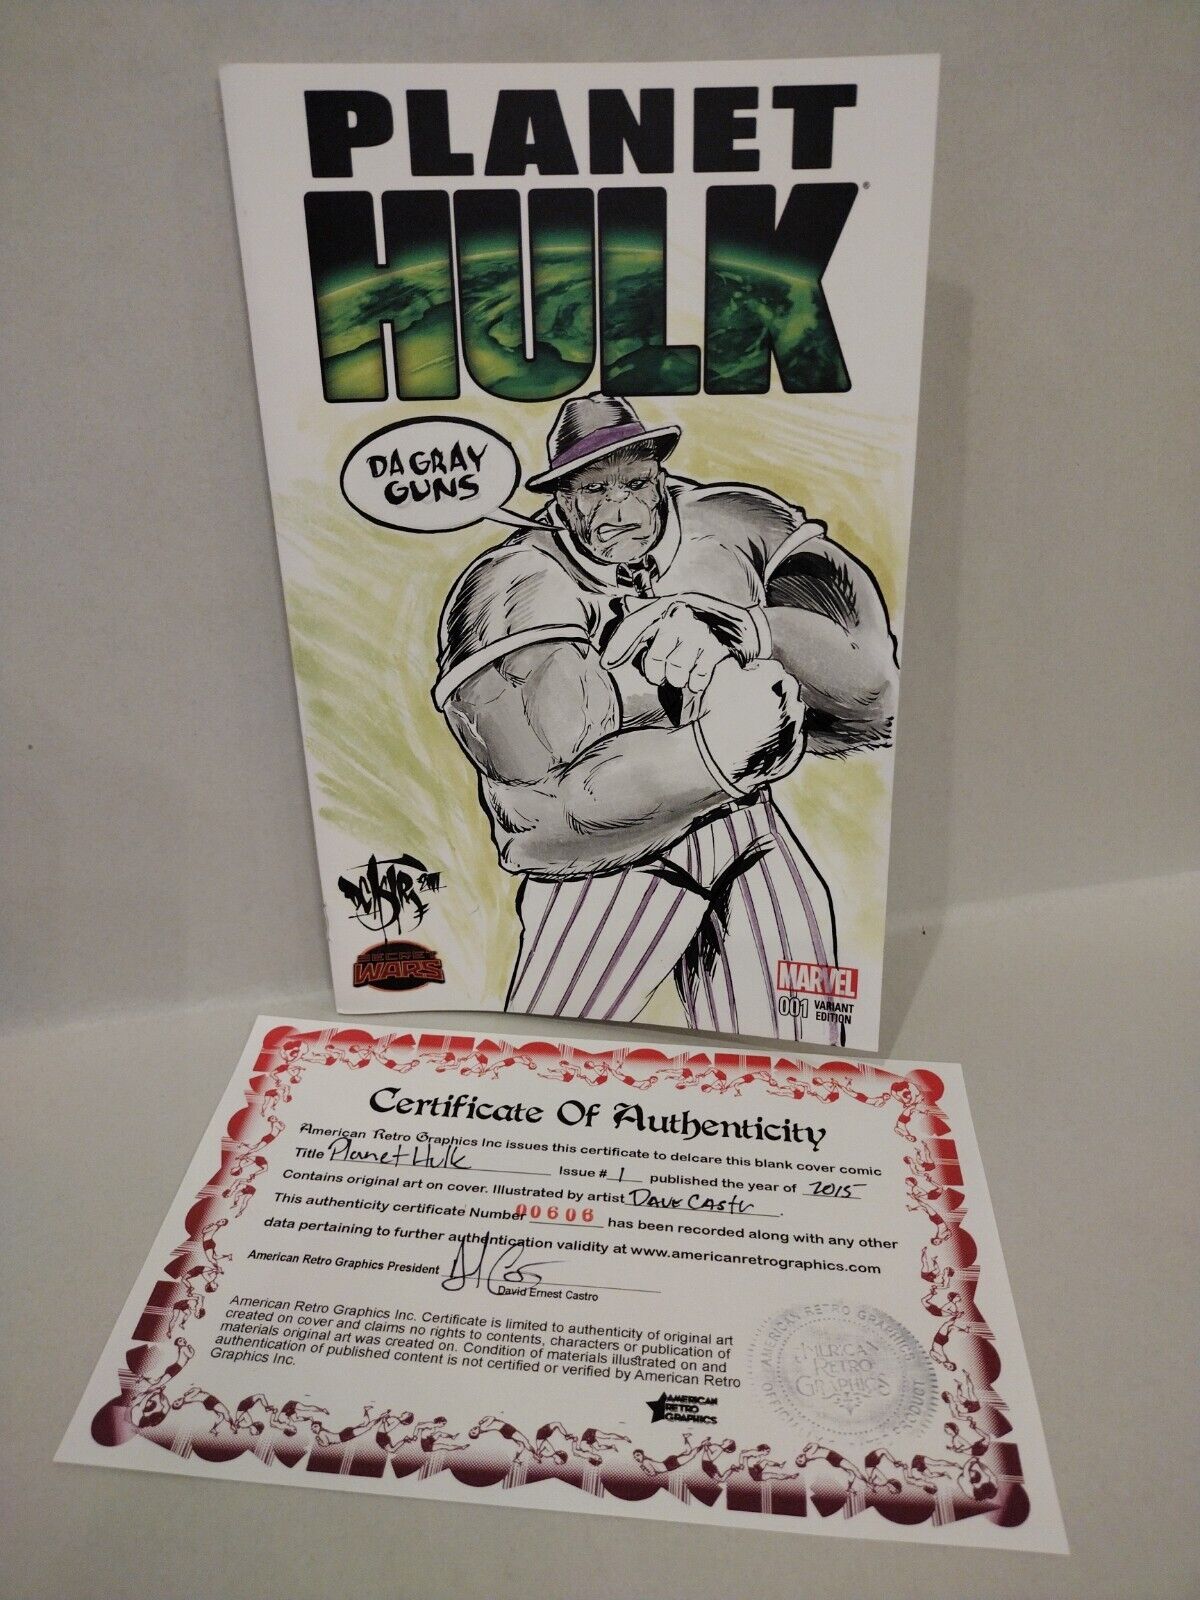 PLANET
HULK®
DA GRAY
GUNS
SECRET
WARS
MARVEL
001 VARIANT
EDITION
Certificate Of Authenticity
American Retro Graphics Inc issues this certificate to delcare this blank cover comic
Title Planet Hulk Issue # 1 published the year of 2015
Contains original art on cover. Illustrated by artist Dave Castr.
This authenticity certificate Number 00606 has been recorded along with any other
data pertaining to further authentication validity at www.americanretrographics.com
American Retro Graphics President
David Ernest Castro
American Retro Graphics Inc. Certificate is limited to authenticity of original art
created on cover and claims no rights to contents, characters or publication of
materials original art was created on. Condition of materials illustrated on and
authentication of published content is not certified or verified by American Retro
Graphics Inc.
AMERICAN
RETRO
GRAPHICS
AMERICAN RETRO GRAPHICS
AMERICAN
RETRO
GRAPHICS